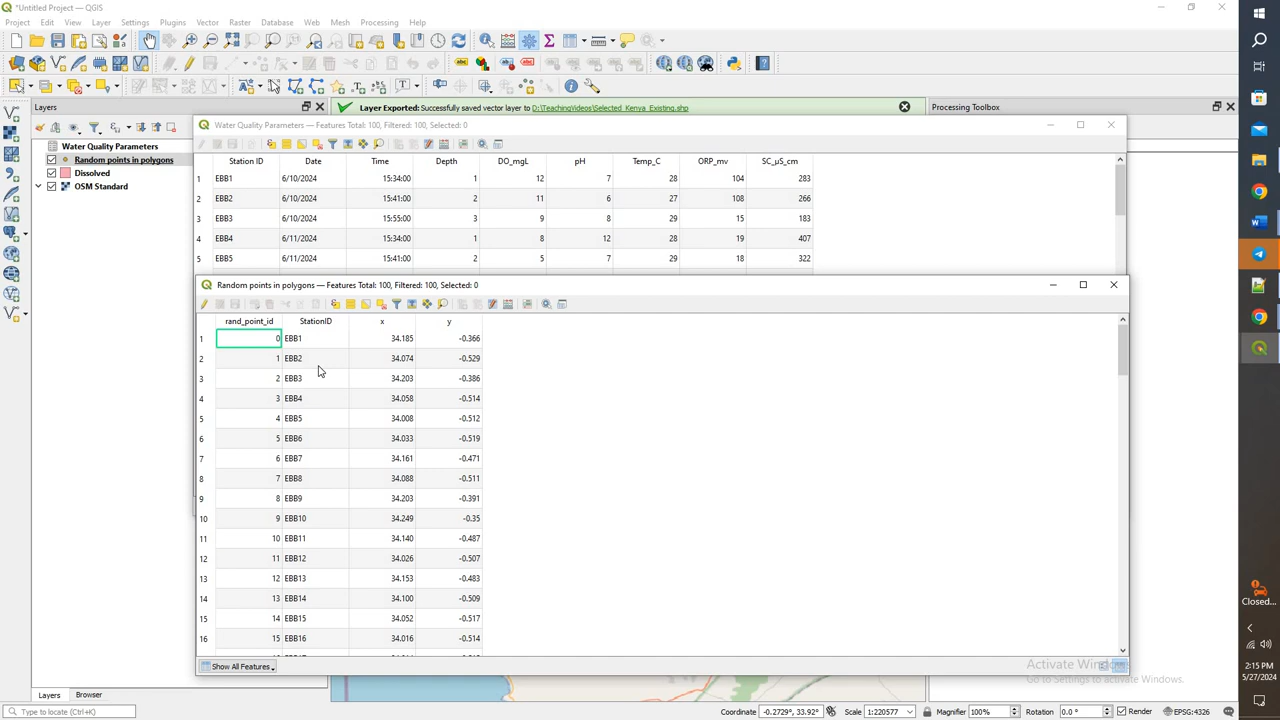 *Untitled Project — QGIS
Project Edit View Layer Settings Plugins Vector Raster Database Web Mesh Processing Help
Layers
Layer Exported: Successfully saved vector layer to D:\Teaching\Videos\Selected_Kenya_Existing.shp
Processing Toolbox
Water Quality Parameters
Random points in polygons
Dissolved
OSM Standard
Water Quality Parameters — Features Total: 100, Filtered: 100, Selected: 0
Station ID Date Time Depth DO_mgL pH Temp_C ORP_mv SC_µS_cm
1 EBB1 6/10/2024 15:34:00 1 12 7 28 104 283
2 EBB2 6/10/2024 15:41:00 2 11 6 27 108 266
3 EBB3 6/10/2024 15:55:00 3 9 8 29 15 183
4 EBB4 6/11/2024 15:34:00 1 8 12 28 19 407
5 EBB5 6/11/2024 15:41:00 2 5 7 29 18 322
Random points in polygons — Features Total: 100, Filtered: 100, Selected: 0
rand_point_id StationID x y
1 0 EBB1 34.185 -0.366
2 1 EBB2 34.074 -0.529
3 2 EBB3 34.203 -0.386
4 3 EBB4 34.058 -0.514
5 4 EBB5 34.008 -0.512
6 5 EBB6 34.033 -0.519
7 6 EBB7 34.161 -0.471
8 7 EBB8 34.088 -0.511
9 8 EBB9 34.203 -0.391
10 9 EBB10 34.249 -0.35
11 10 EBB11 34.140 -0.487
12 11 EBB12 34.026 -0.507
13 12 EBB13 34.153 -0.483
14 13 EBB14 34.100 -0.509
15 14 EBB15 34.052 -0.517
16 15 EBB16 34.016 -0.514
Show All Features
Activate Windows
Go to Settings to activate Windows.
Closed...
2:15 PM
5/27/2024
Layers Browser
Type to locate (Ctrl+K)
Coordinate -0.2729°, 33.92° Scale 1:220577 Magnifier 100% Rotation 0.0 ° Render EPSG:4326